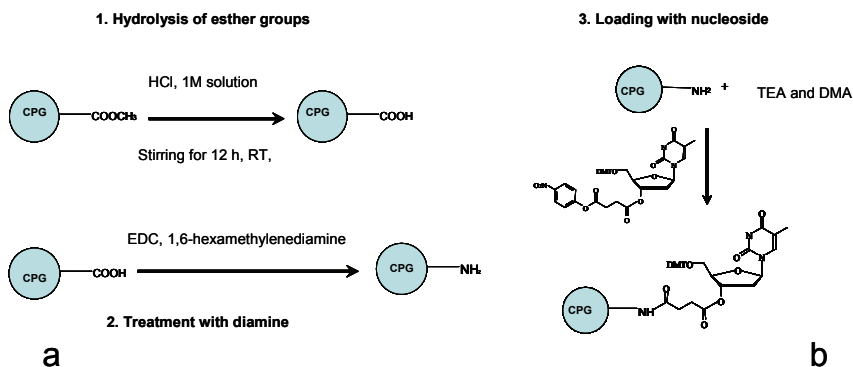 1. Hydrolysis of esther groups
HCl, 1M solution
CPG
COOCH₃
CPG
COOH
Stirring for 12 h, RT,
EDC, 1,6-hexamethylenediamine
CPG
COOH
CPG
NH₂
2. Treatment with diamine
a
3. Loading with nucleoside
CPG
NH² +
TEA and DMA
O
N
O
N
DMTO
O
O₂N
O
O
O
O
O
N
O
N
DMTO
O
CPG
NH
O
O
O
b